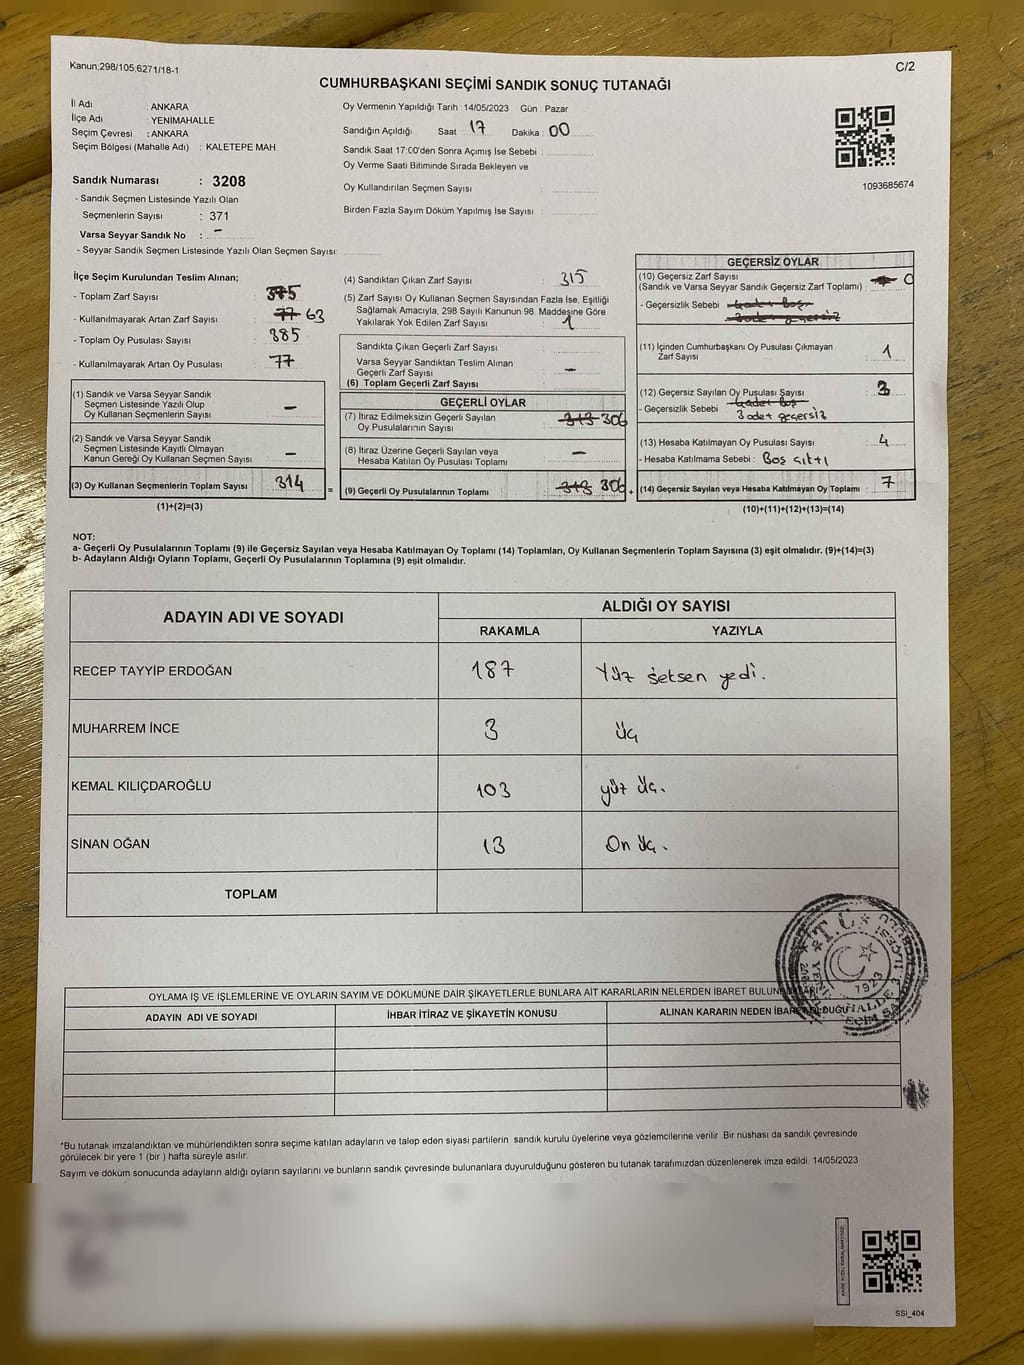 Kanun;298/105;6271/18-1
C/2
CUMHURBAŞKANI SEÇİMİ SANDIK SONUÇ TUTANAĞI
İl Adı : ANKARA
İlçe Adı : YENİMAHALLE
Seçim Çevresi : ANKARA
Seçim Bölgesi (Mahalle Adı) : KALETEPE MAH.
Oy Vermenin Yapıldığı Tarih : 14/05/2023 Gün : Pazar
Sandığın Açıldığı Saat 17 Dakika : 00
Sandık Saat 17:00'den Sonra Açımış İse Sebebi :
Oy Verme Saati Bitiminde Sırada Bekleyen ve
Oy Kullandırılan Seçmen Sayısı :
Birden Fazla Sayım Döküm Yapılmış İse Sayısı :
1093685674
Sandık Numarası : 3208
- Sandık Seçmen Listesinde Yazılı Olan
Seçmenlerin Sayısı : 371
Varsa Seyyar Sandık No : -
- Seyyar Sandık Seçmen Listesinde Yazılı Olan Seçmen Sayısı:
İlçe Seçim Kurulundan Teslim Alınan;
- Toplam Zarf Sayısı : 375
- Kullanılmayarak Artan Zarf Sayısı : 77 63
- Toplam Oy Pusulası Sayısı : 385
- Kullanılmayarak Artan Oy Pusulası : 77
(1) Sandık ve Varsa Seyyar Sandık
Seçmen Listesinde Yazılı Olup
Oy Kullanan Seçmenlerin Sayısı : -
(2) Sandık ve Varsa Seyyar Sandık
Seçmen Listesinde Kayıtlı Olmayan
Kanun Gereği Oy Kullanan Seçmen Sayısı : -
(3) Oy Kullanan Seçmenlerin Toplam Sayısı 314
(1)+(2)=(3)
=
(4) Sandıktan Çıkan Zarf Sayısı : 315
(5) Zarf Sayısı Oy Kullanan Seçmen Sayısından Fazla İse, Eşitliği
Sağlamak Amacıyla, 298 Sayılı Kanunun 98. Maddesine Göre
Yakılarak Yok Edilen Zarf Sayısı : 1
Sandıkta Çıkan Geçerli Zarf Sayısı :
Varsa Seyyar Sandıktan Teslim Alınan
Geçerli Zarf Sayısı : -
(6) Toplam Geçerli Zarf Sayısı
GEÇERLİ OYLAR
(7) İtiraz Edilmeksizin Geçerli Sayılan
Oy Pusulalarının Sayısı : 313 306
(8) İtiraz Üzerine Geçerli Sayılan veya
Hesaba Katılan Oy Pusulası Toplamı : -
(9) Geçerli Oy Pusulalarının Toplamı : 313 306
+
GEÇERSİZ OYLAR
(10) Geçersiz Zarf Sayısı
(Sandık ve Varsa Seyyar Sandık Geçersiz Zarf Toplamı) : 0
- Geçersizlik Sebebi : 4 adet Boş
3 adet geçersiz
(11) İçinden Cumhurbaşkanı Oy Pusulası Çıkmayan
Zarf Sayısı : 1
(12) Geçersiz Sayılan Oy Pusulası Sayısı : 3
- Geçersizlik Sebebi : 4 adet boş
3 adet geçersiz
(13) Hesaba Katılmayan Oy Pusulası Sayısı : 4
- Hesaba Katılmama Sebebi : Boş çıktı
(14) Geçersiz Sayılan veya Hesaba Katılmayan Oy Toplamı : 7
(10)+(11)+(12)+(13)=(14)
NOT:
a- Geçerli Oy Pusulalarının Toplamı (9) ile Geçersiz Sayılan veya Hesaba Katılmayan Oy Toplamı (14) Toplamları, Oy Kullanan Seçmenlerin Toplam Sayısına (3) eşit olmalıdır. (9)+(14)=(3)
b- Adayların Aldığı Oyların Toplamı, Geçerli Oy Pusulalarının Toplamına (9) eşit olmalıdır.
ADAYIN ADI VE SOYADI
ALDIĞI OY SAYISI
RAKAMLA YAZIYLA
RECEP TAYYİP ERDOĞAN 187 Yüz setsen yedi.
MUHARREM İNCE 3 Üç
KEMAL KILIÇDAROĞLU 103 yüz üç.
SİNAN OĞAN 13 On üç.
TOPLAM
T.C.
1923
OYLAMA İŞ VE İŞLEMLERİNE VE OYLARIN SAYIM VE DÖKÜMÜNE DAİR ŞİKAYETLERLE BUNLARA AİT KARARLARIN NELERDEN İBARET BULUNDUKLARI
ADAYIN ADI VE SOYADI İHBAR İTİRAZ VE ŞİKAYETİN KONUSU ALINAN KARARIN NEDEN İBARET OLDUĞU
*Bu tutanak imzalandıktan ve mühürlendikten sonra seçime katılan adayların ve talep eden siyasi partilerin sandık kurulu üyelerine veya gözlemcilerine verilir. Bir nüshası da sandık çevresinde
görülecek bir yere 1 (bir ) hafta süreyle asılır.
Sayım ve döküm sonucunda adayların aldığı oyların sayılarını ve bunların sandık çevresinde bulunanlara duyurulduğunu gösteren bu tutanak tarafımızdan düzenlenerek imza edildi. 14/05/2023
KARE KODU KARALAMAYINIZ!
SSİ_404